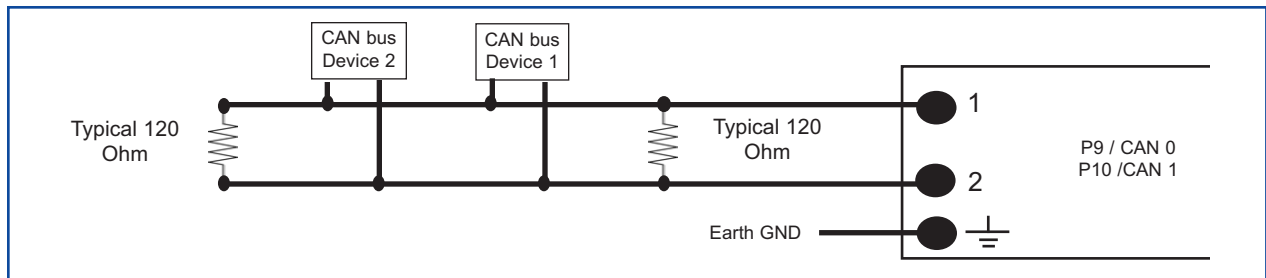 CAN bus
Device 2
CAN bus
Device 1
1
Typical 120
Ohm
Typical 120
Ohm
P9 / CAN 0
P10 /CAN 1
2
Earth GND